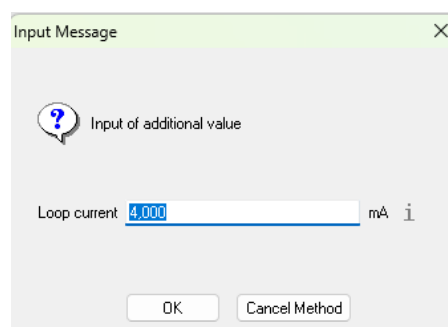 Input Message
Input of additional value
Loop current 4,000 mA i
OK Cancel Method